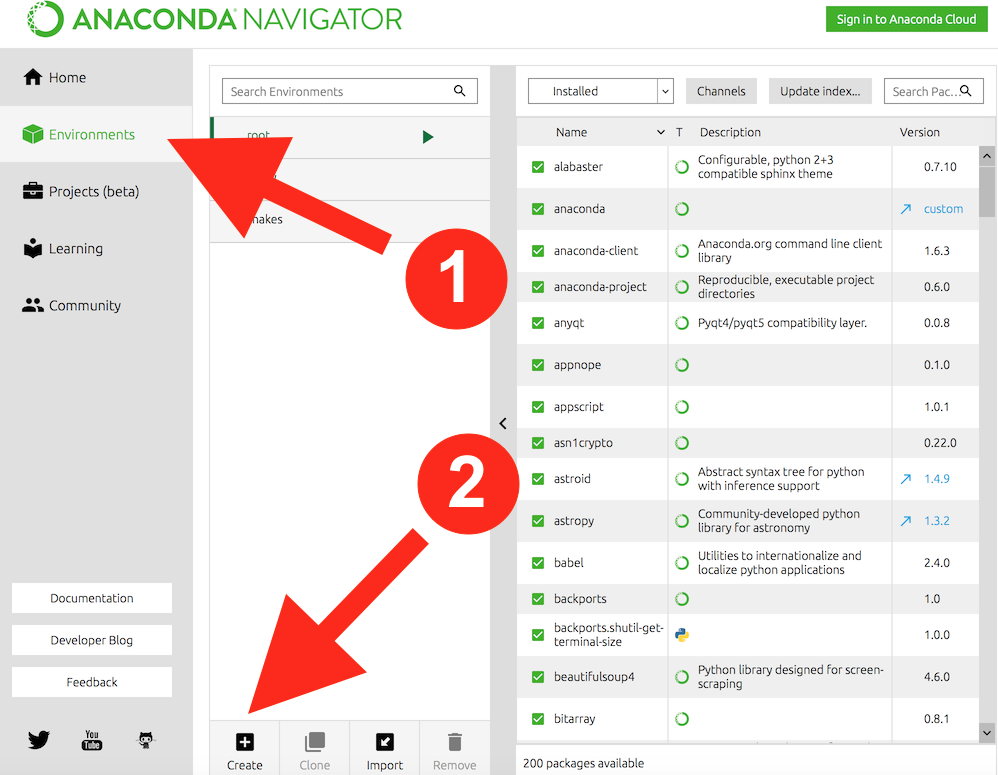 ANACONDA NAVIGATOR
Sign in to Anaconda Cloud
Home
Environments
Projects (beta)
Learning
Community
Documentation
Developer Blog
Feedback
You
Tube
Search Environments
root
1
2
Create
Clone
Import
Remove
Installed
Channels
Update index...
Search Pac...
Name
T
Description
Version
alabaster
Configurable, python 2+3
compatible sphinx theme
0.7.10
anaconda
custom
anaconda-client
Anaconda.org command line client
library
1.6.3
anaconda-project
Reproducible, executable project
directories
0.6.0
anyqt
Pyqt4/pyqt5 compatibility layer.
0.0.8
appnope
0.1.0
appscript
1.0.1
asn1crypto
0.22.0
astroid
Abstract syntax tree for python
with inference support
1.4.9
astropy
Community-developed python
library for astronomy
1.3.2
babel
Utilities to internationalize and
localize python applications
2.4.0
backports
1.0
backports.shutil-get-
terminal-size
1.0.0
beautifulsoup4
Python library designed for screen-
scraping
4.6.0
bitarray
0.8.1
200 packages available